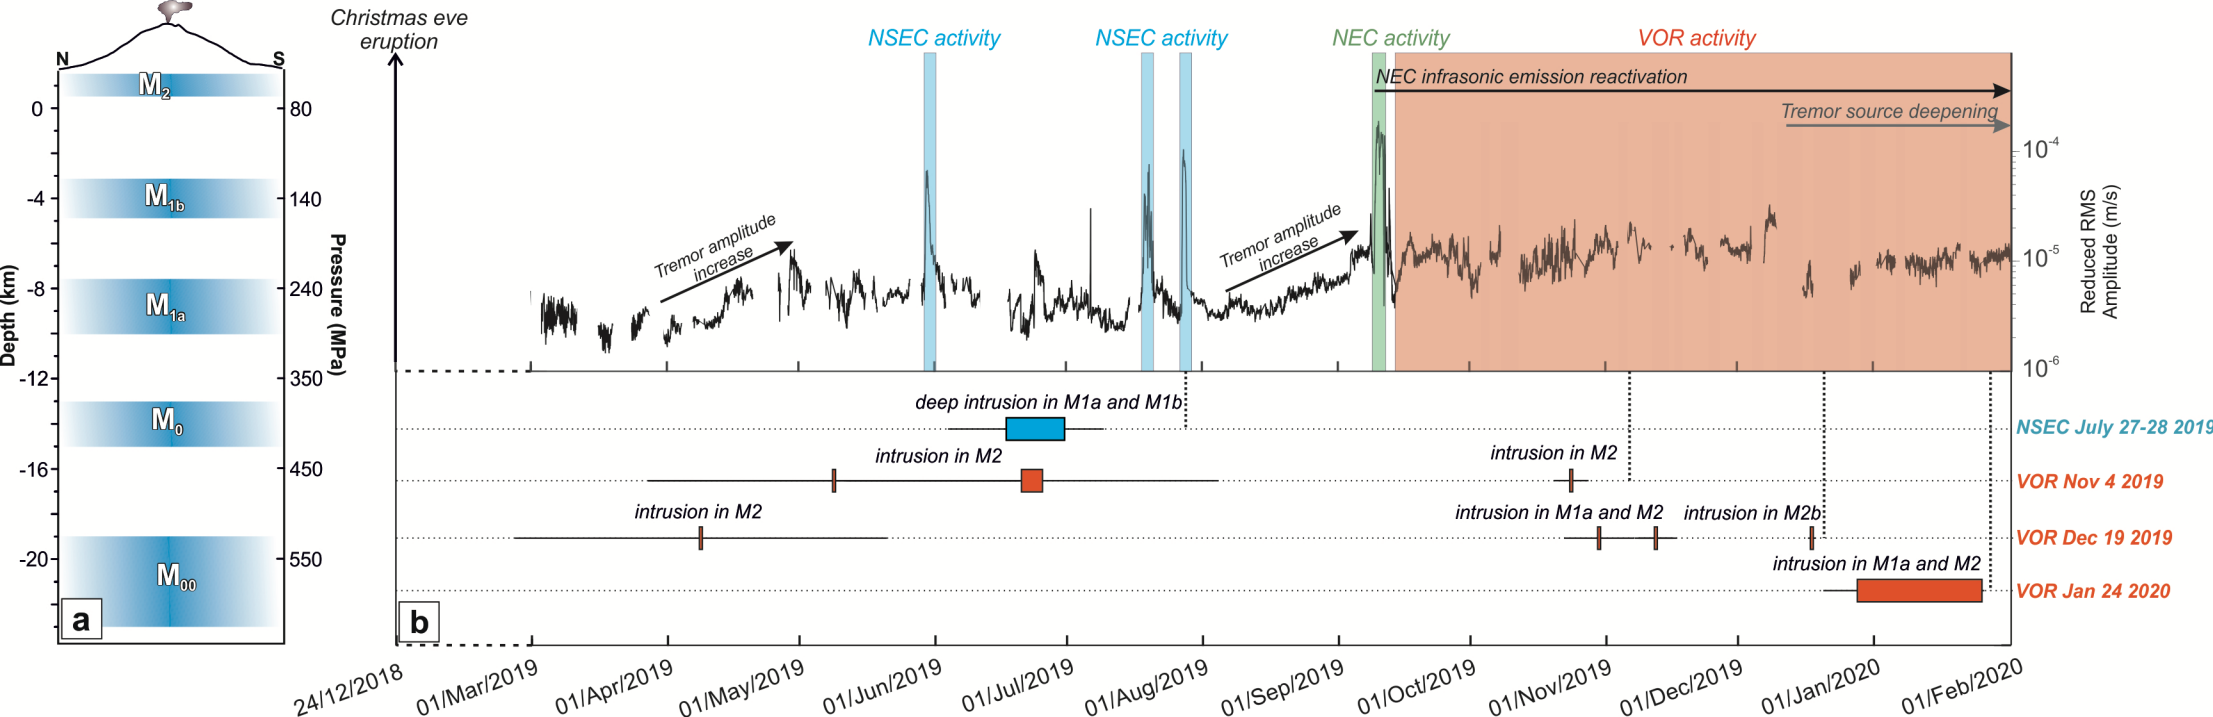 N
S
M2
M1b
M1a
M0
M00
0
-4
-8
-12
-16
-20
Depth (km)
80
140
240
350
450
550
Pressure (MPa)
a
Christmas eve
eruption
NSEC activity
NSEC activity
NEC activity
VOR activity
NEC infrasonic emission reactivation
Tremor source deepening
Tremor amplitude
increase
Tremor amplitude
increase
10-4
10-5
10-6
Reduced RMS
Amplitude (m/s)
deep intrusion in M1a and M1b
NSEC July 27-28 2019
intrusion in M2
intrusion in M2
VOR Nov 4 2019
intrusion in M2
intrusion in M1a and M2
intrusion in M2b
VOR Dec 19 2019
intrusion in M1a and M2
VOR Jan 24 2020
b
24/12/2018
01/Mar/2019
01/Apr/2019
01/May/2019
01/Jun/2019
01/Jul/2019
01/Aug/2019
01/Sep/2019
01/Oct/2019
01/Nov/2019
01/Dec/2019
01/Jan/2020
01/Feb/2020